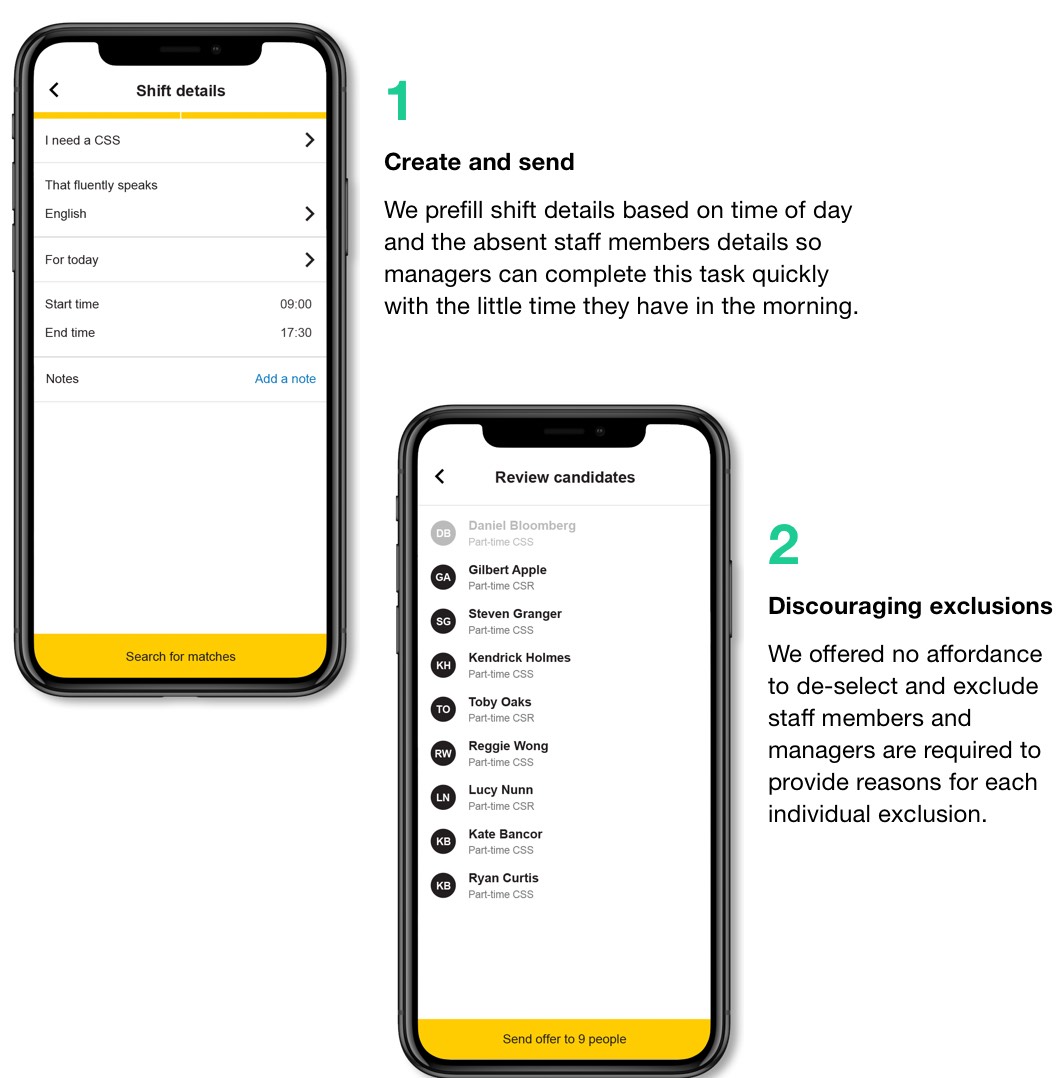 Shift details
I need a CSS
That fluently speaks
English
For today
Start time 09:00
End time 17:30
Notes Add a note
Search for matches
1
Create and send
We prefill shift details based on time of day
and the absent staff members details so
managers can complete this task quickly
with the little time they have in the morning.
Review candidates
DB Daniel Bloomberg
Part-time CSS
GA Gilbert Apple
Part-time CSR
SG Steven Granger
Part-time CSS
KH Kendrick Holmes
Part-time CSS
TO Toby Oaks
Part-time CSR
RW Reggie Wong
Part-time CSS
LN Lucy Nunn
Part-time CSR
KB Kate Bancor
Part-time CSS
KB Ryan Curtis
Part-time CSS
Send offer to 9 people
2
Discouraging exclusions
We offered no affordance
to de-select and exclude
staff members and
managers are required to
provide reasons for each
individual exclusion.